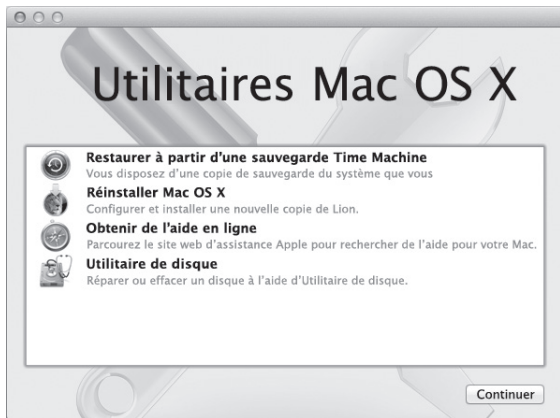 Utilitaires Mac OS X
Restaurer à partir d'une sauvegarde Time Machine
Vous disposez d'une copie de sauvegarde du système que vous
Réinstaller Mac OS X
Configurer et installer une nouvelle copie de Lion.
Obtenir de l'aide en ligne
Parcourez le site web d'assistance Apple pour rechercher de l'aide pour votre Mac.
Utilitaire de disque
Réparer ou effacer un disque à l'aide d'Utilitaire de disque.
Continuer